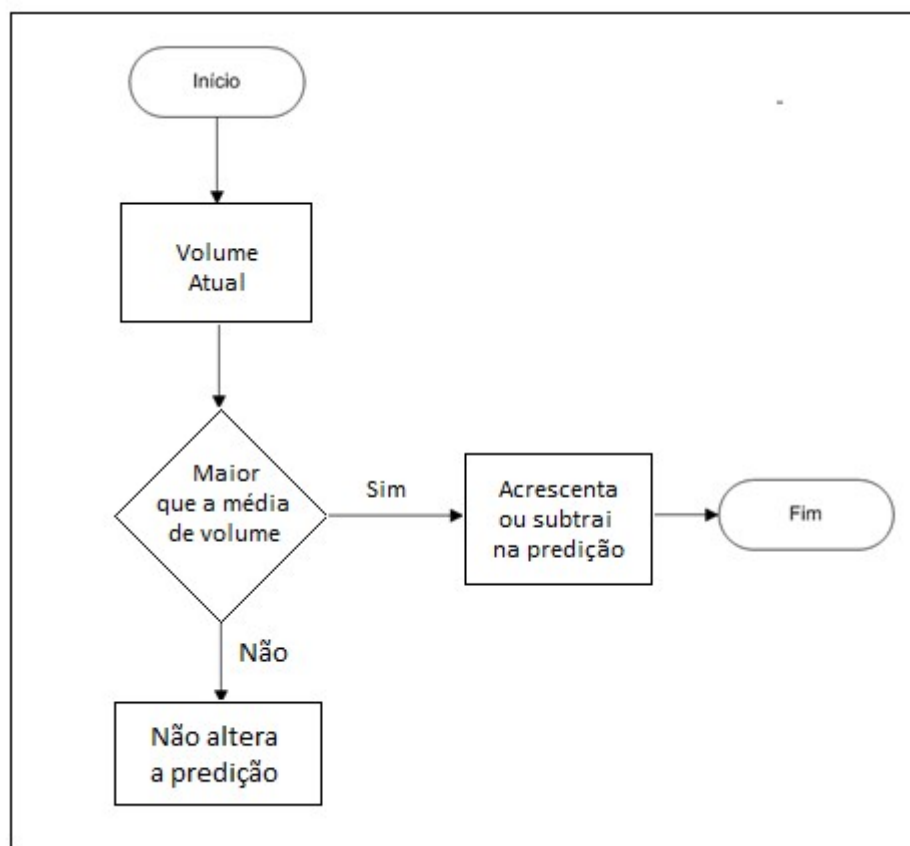 Início
Volume
Atual
Maior
que a média
de volume
Sim
Acrescenta
ou subtrai
na predição
Fim
Não
Não altera
a predição